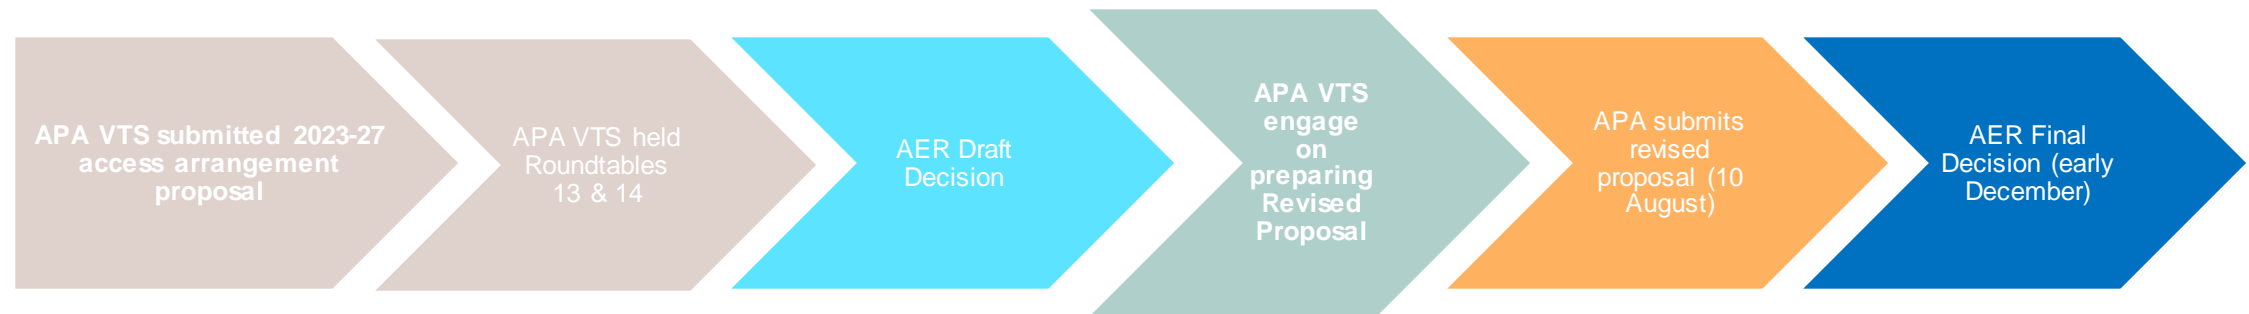 APA VTS submitted 2023-27
access arrangement
proposal
APA VTS held
Roundtables
13 & 14
AER Draft
Decision
APA VTS
engage
on
preparing
Revised
Proposal
APA submits
revised
proposal (10
August)
AER Final
Decision (early
December)